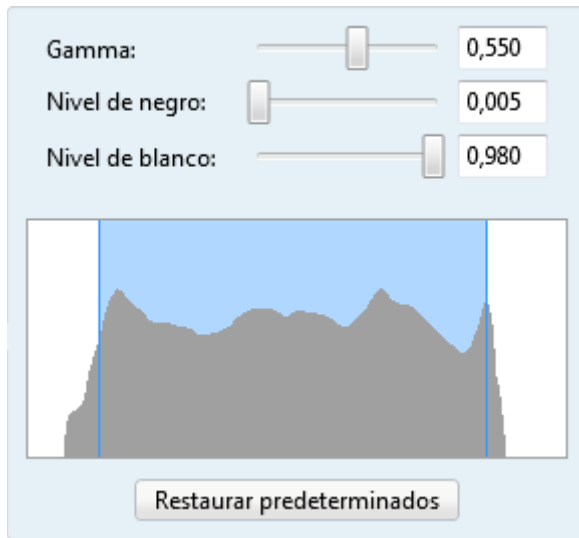 Gamma: 0,550
Nivel de negro: 0,005
Nivel de blanco: 0,980
Restaurar predeterminados